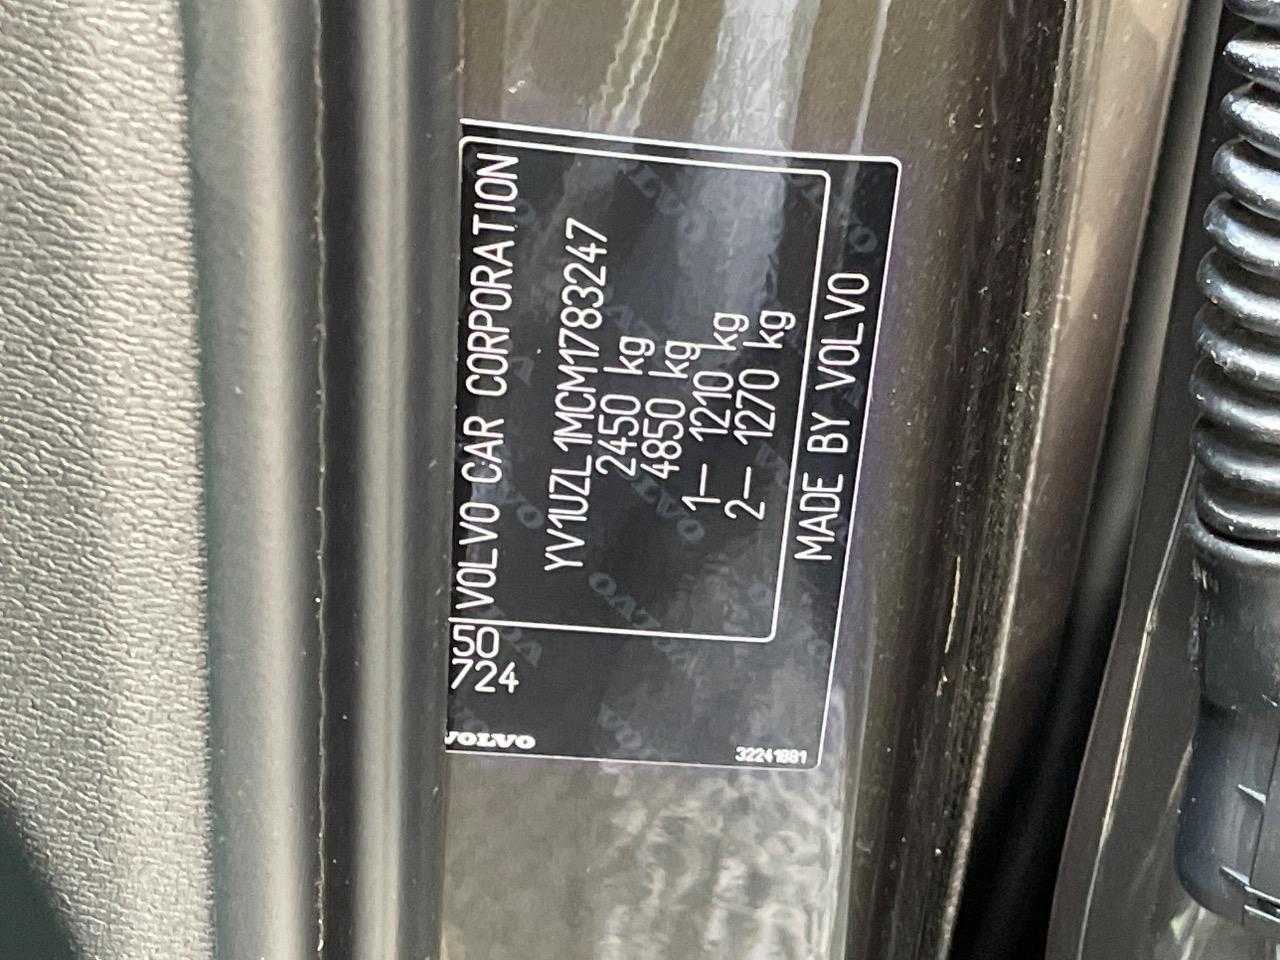 VOLVO CAR CORPORATION
YV1UZL1MCM1783247
2450 kg
4850 kg
1— 1210 kg
2— 1270 kg
MADE BY VOLVO
50
724
VOLVO
32241881